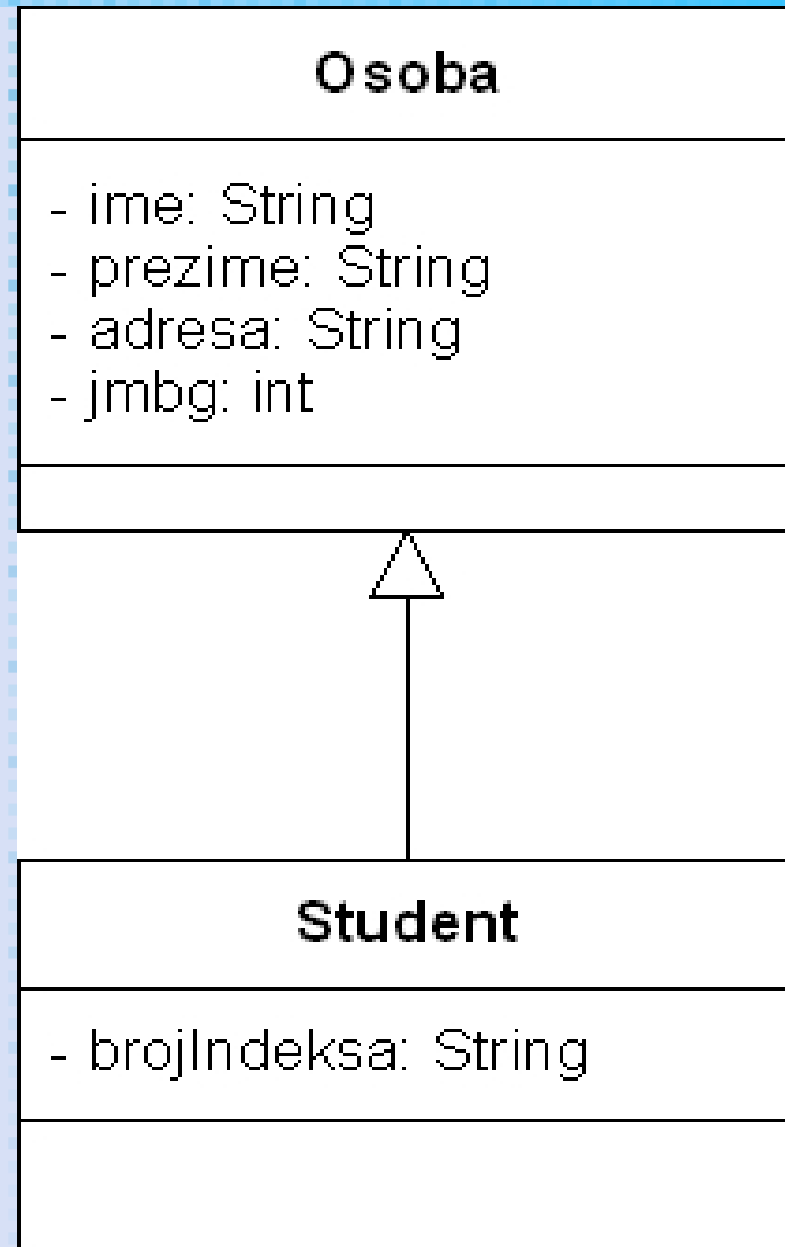 Osoba
- ime: String
- prezime: String
- adresa: String
- jmbg: int
Student
- brojIndeksa: String